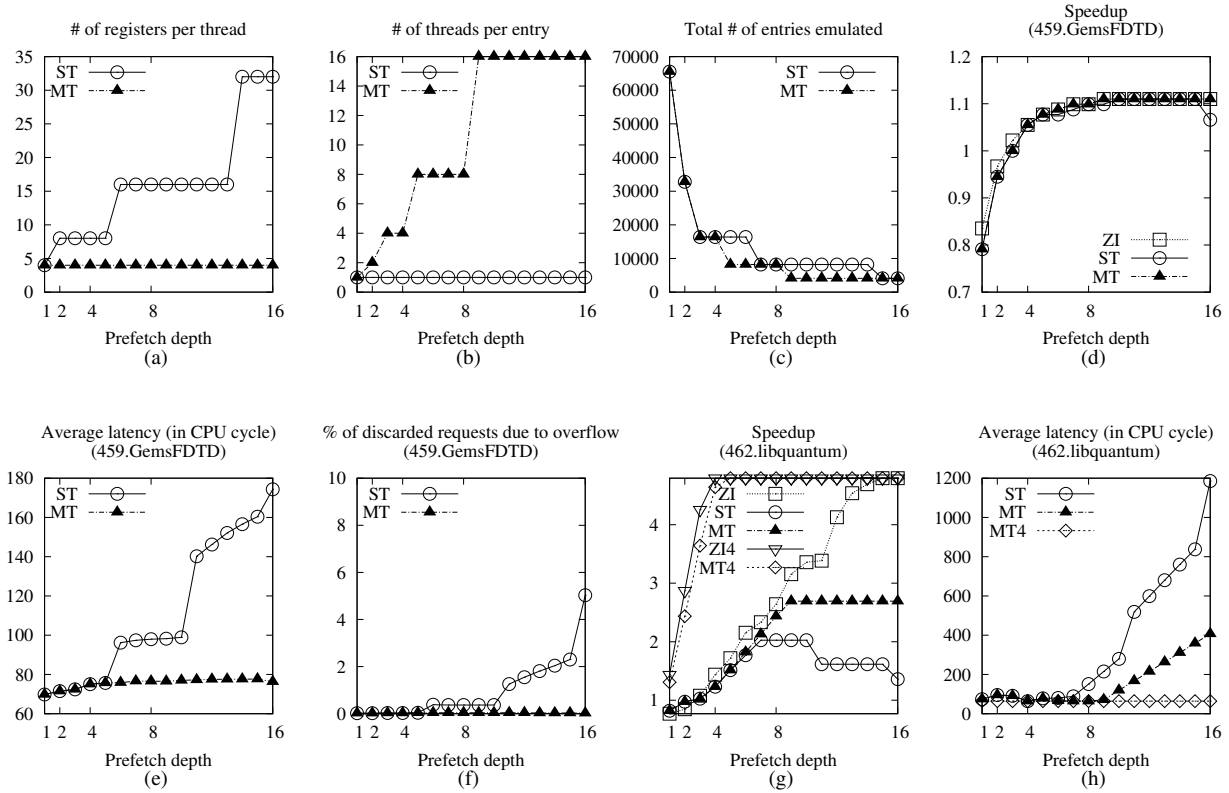 # of registers per thread
35
30
25
20
15
10
5
0
ST
MT
1 2 4 8 16
Prefetch depth
(a)
# of threads per entry
16
14
12
10
8
6
4
2
0
ST
MT
1 2 4 8 16
Prefetch depth
(b)
Total # of entries emulated
70000
60000
50000
40000
30000
20000
10000
0
ST
MT
1 2 4 8 16
Prefetch depth
(c)
Speedup
(459.GemsFDTD)
1.2
1.1
1
0.9
0.8
0.7
ZI
ST
MT
1 2 4 8 16
Prefetch depth
(d)
Average latency (in CPU cycle)
(459.GemsFDTD)
180
160
140
120
100
80
60
ST
MT
1 2 4 8 16
Prefetch depth
(e)
% of discarded requests due to overflow
(459.GemsFDTD)
10
8
6
4
2
0
ST
MT
1 2 4 8 16
Prefetch depth
(f)
Speedup
(462.libquantum)
4
3
2
1
ZI
ST
MT
ZI4
MT4
1 2 4 8 16
Prefetch depth
(g)
Average latency (in CPU cycle)
(462.libquantum)
1200
1000
800
600
400
200
0
ST
MT
MT4
1 2 4 8 16
Prefetch depth
(h)